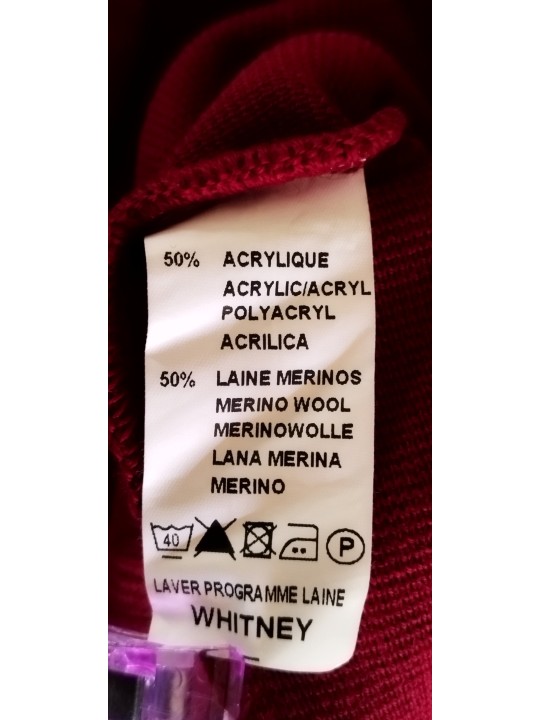 50% ACRYLIQUE
ACRYLIC/ACRYL
POLYACRYL
ACRILICA
50% LAINE MERINOS
MERINO WOOL
MERINOWOLLE
LANA MERINA
MERINO
40 P
LAVER PROGRAMME LAINE
WHITNEY